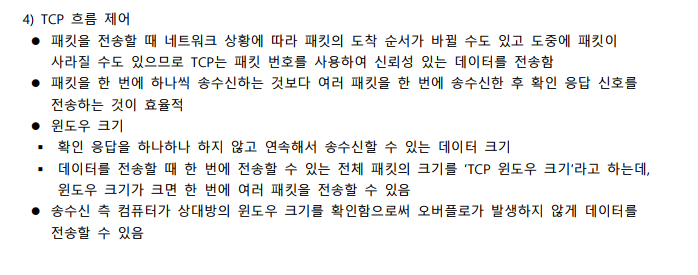 4) TCP 흐름 제어
● 패킷을 전송할 때 네트워크 상황에 따라 패킷의 도착 순서가 바뀔 수도 있고 도중에 패킷이
사라질 수도 있으므로 TCP는 패킷 번호를 사용하여 신뢰성 있는 데이터를 전송함
● 패킷을 한 번에 하나씩 송수신하는 것보다 여러 패킷을 한 번에 송수신한 후 확인 응답 신호를
전송하는 것이 효율적
● 윈도우 크기
▪ 확인 응답을 하나하나 하지 않고 연속해서 송수신할 수 있는 데이터 크기
▪ 데이터를 전송할 때 한 번에 전송할 수 있는 전체 패킷의 크기를 ‘TCP 윈도우 크기’라고 하는데,
윈도우 크기가 크면 한 번에 여러 패킷을 전송할 수 있음
● 송수신 측 컴퓨터가 상대방의 윈도우 크기를 확인함으로써 오버플로가 발생하지 않게 데이터를
전송할 수 있음